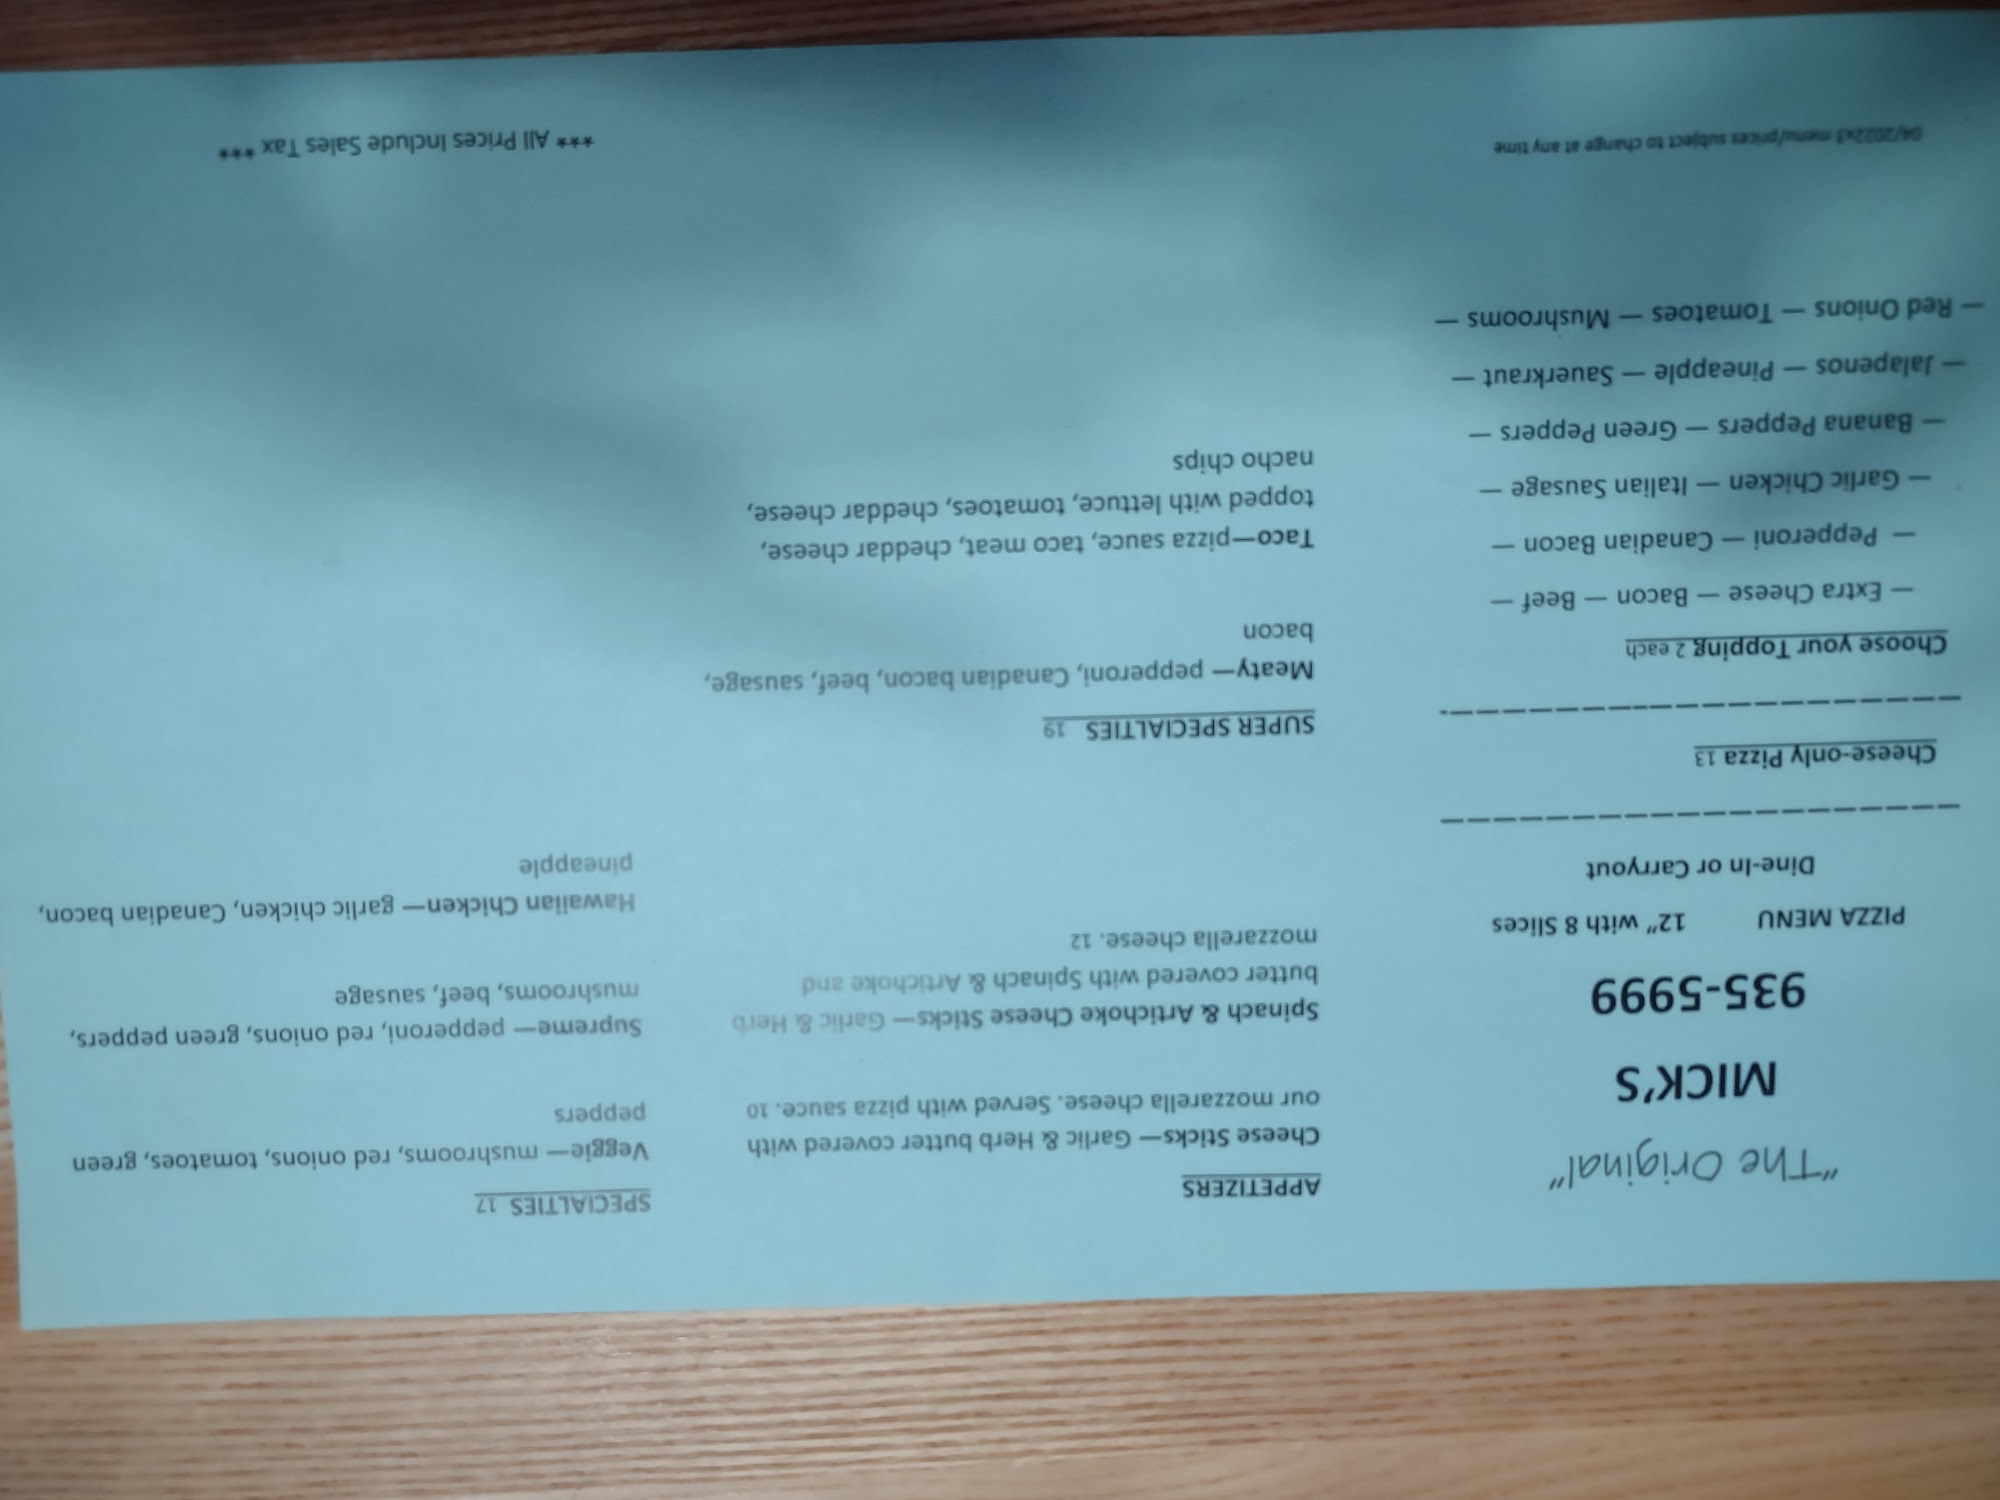 "The Original"
MICK'S
935-5999
PIZZA MENU 12" with 8 Slices
Dine-In or Carryout
————————————————————
Cheese-only Pizza 13
————————————————————-
Choose your Topping 2 each
— Extra Cheese — Bacon — Beef —
— Pepperoni — Canadian Bacon —
— Garlic Chicken — Italian Sausage —
— Banana Peppers — Green Peppers —
— Jalapenos — Pineapple — Sauerkraut —
— Red Onions — Tomatoes — Mushrooms —
04/2022x3 menu/prices subject to change at any time
APPETIZERS
Cheese Sticks— Garlic & Herb butter covered with
our mozzarella cheese. Served with pizza sauce. 10
Spinach & Artichoke Cheese Sticks— Garlic & Herb
butter covered with Spinach & Artichoke and
mozzarella cheese. 12
SUPER SPECIALTIES 19
Meaty— pepperoni, Canadian bacon, beef, sausage,
bacon
Taco—pizza sauce, taco meat, cheddar cheese,
topped with lettuce, tomatoes, cheddar cheese,
nacho chips
SPECIALTIES 17
Veggie— mushrooms, red onions, tomatoes, green
peppers
Supreme— pepperoni, red onions, green peppers,
mushrooms, beef, sausage
Hawaiian Chicken— garlic chicken, Canadian bacon,
pineapple
*** All Prices Include Sales Tax ***